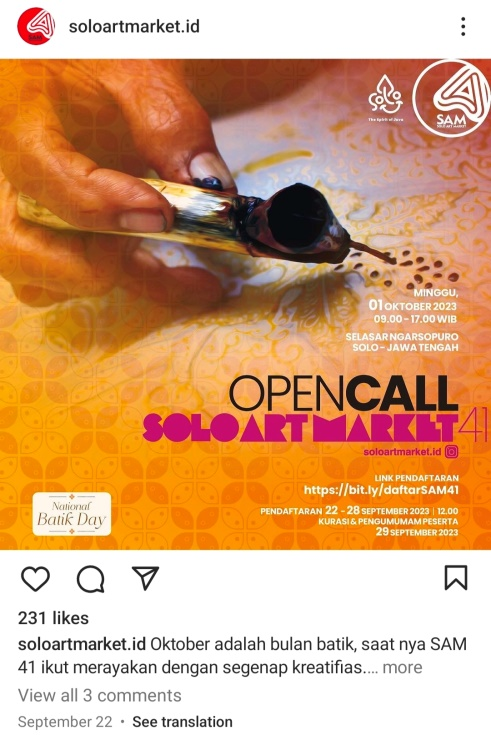 soloartmarket.id
The Spirit of Java
SAM
SOLO ART MARKET
MINGGU,
01 OKTOBER 2023
09.00 - 17.00 WIB
SELASAR NGARSOPURO
SOLO - JAWA TENGAH
OPENCALL
SOLO ART MARKET 41
soloartmarket.id
LINK PENDAFTARAN
https://bit.ly/daftarSAM41
PENDAFTARAN 22 - 28 SEPTEMBER 2023 | 12.00
KURASI & PENGUMUMAM PESERTA
29 SEPTEMBER 2023
National
Batik Day
231 likes
soloartmarket.id Oktober adalah bulan batik, saat nya SAM
41 ikut merayakan dengan segenap kreatifias.... more
View all 3 comments
September 22 • See translation